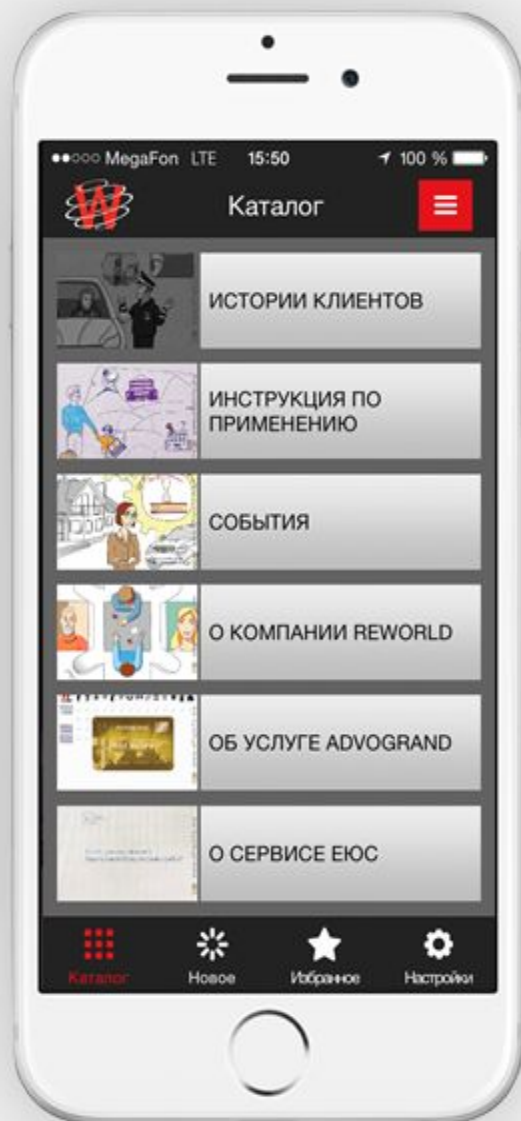 MegaFon LTE 15:50 100 %
W
Каталог
ИСТОРИИ КЛИЕНТОВ
ИНСТРУКЦИЯ ПО
ПРИМЕНЕНИЮ
СОБЫТИЯ
О КОМПАНИИ REWORLD
ОБ УСЛУГЕ ADVOGRAND
О СЕРВИСЕ ЕЮС
Каталог
Новое
Избранное
Настройки